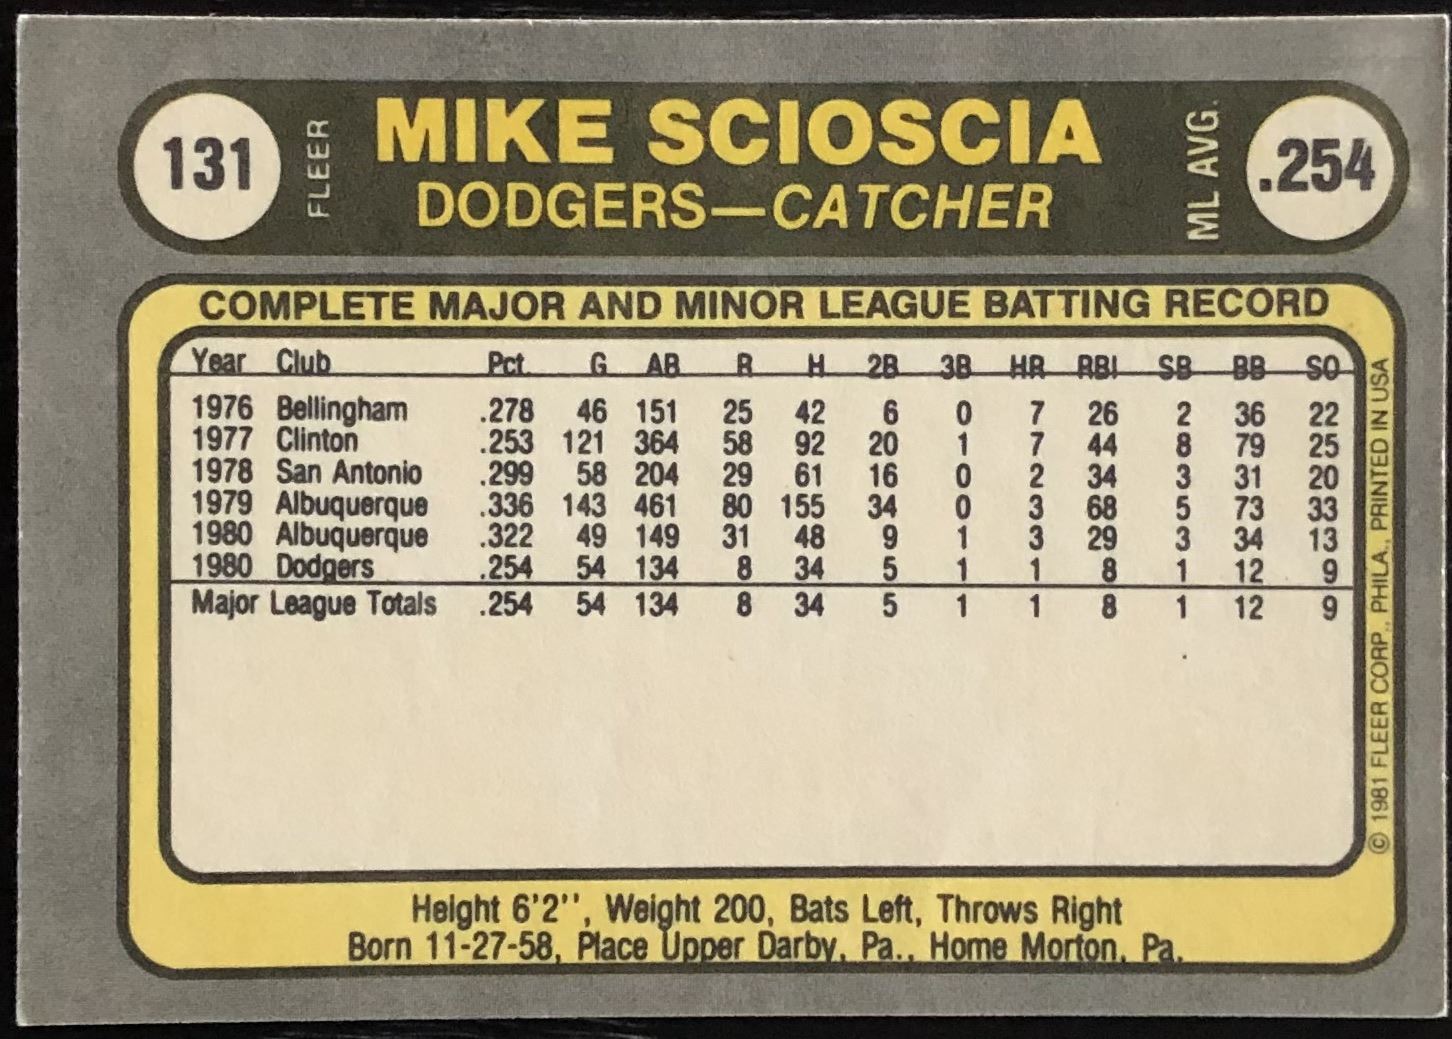 131 FLEER MIKE SCIOSCIA ML AVG. .254
DODGERS—CATCHER
COMPLETE MAJOR AND MINOR LEAGUE BATTING RECORD
Year Club Pct. G AB R H 2B 3B HR RBI SB BB SO
1976 Bellingham .278 46 151 25 42 6 0 7 26 2 36 22
1977 Clinton .253 121 364 58 92 20 1 7 44 8 79 25
1978 San Antonio .299 58 204 29 61 16 0 2 34 3 31 20
1979 Albuquerque .336 143 461 80 155 34 0 3 68 5 73 33
1980 Albuquerque .322 49 149 31 48 9 1 3 29 3 34 13
1980 Dodgers .254 54 134 8 34 5 1 1 8 1 12 9
Major League Totals .254 54 134 8 34 5 1 1 8 1 12 9
© 1981 FLEER CORP., PHILA., PRINTED IN USA
Height 6'2'', Weight 200, Bats Left, Throws Right
Born 11-27-58, Place Upper Darby, Pa., Home Morton, Pa.